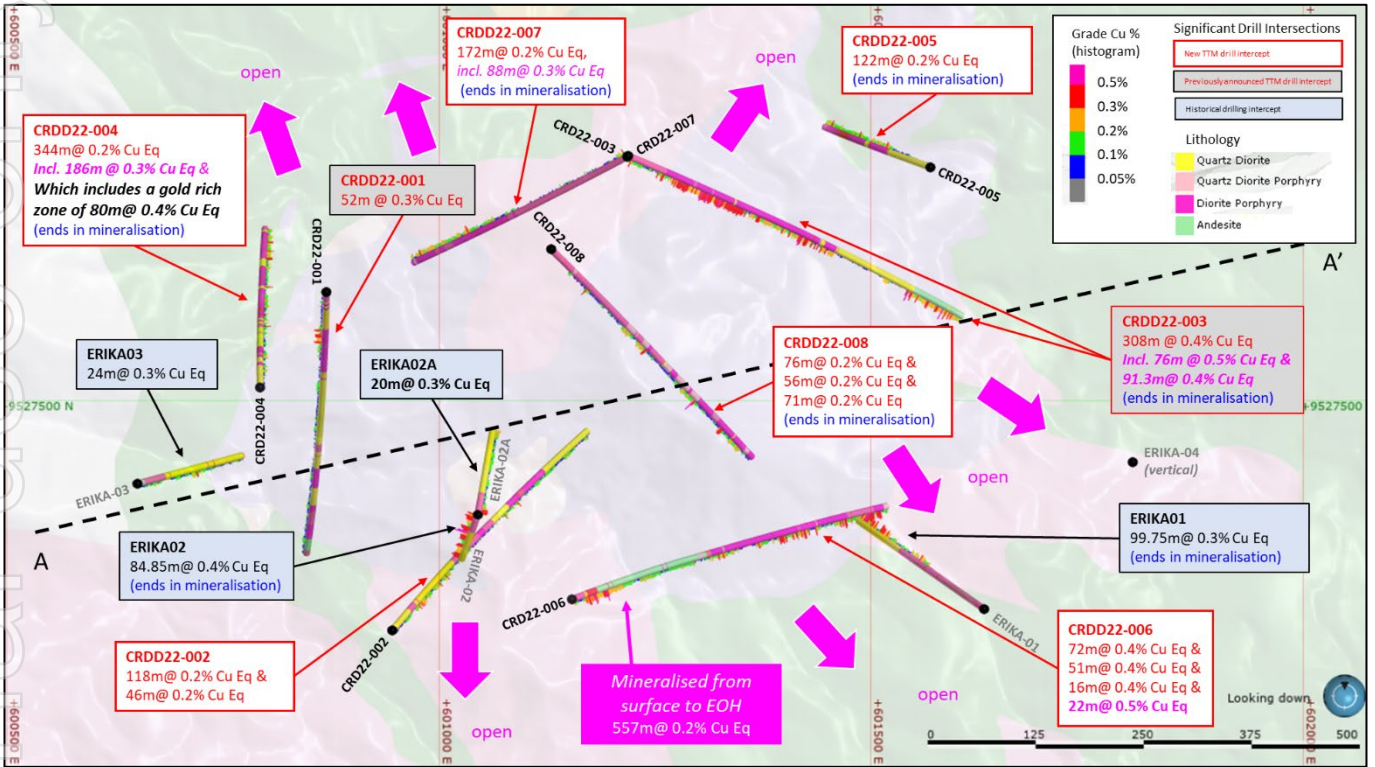 +600500 E
+601000 E
+601500 E
open
open
open
open
open
CRDD22-007
172m@ 0.2% Cu Eq,
incl. 88m@ 0.3% Cu Eq
(ends in mineralisation)
CRDD22-005
122m@ 0.2% Cu Eq
(ends in mineralisation)
Grade Cu %
(histogram)
0.5%
0.3%
0.2%
0.1%
0.05%
Significant Drill Intersections
New TTM drill intercept
Previously announced TTM drill intercept
Historical drilling intercept
Lithology
Quartz Diorite
Quartz Diorite Porphyry
Diorite Porphyry
Andesite
CRDD22-004
344m@ 0.2% Cu Eq
Incl. 186m@ 0.3% Cu Eq &
Which includes a gold rich
zone of 80m@ 0.4% Cu Eq
(ends in mineralisation)
CRDD22-001
52m @ 0.3% Cu Eq
CRD22-003
CRD22-007
CRD22-005
CRD22-001
CRD22-008
A'
ERIKA03
24m@ 0.3% Cu Eq
ERIKA02A
20m@ 0.3% Cu Eq
CRDD22-008
76m@ 0.2% Cu Eq &
56m@ 0.2% Cu Eq &
71m@ 0.2% Cu Eq
(ends in mineralisation)
CRDD22-003
308m @ 0.4% Cu Eq
Incl. 76m @ 0.5% Cu Eq &
91.3m@ 0.4% Cu Eq
(ends in mineralisation)
9527500 N
+9527500
CRD22-004
ERIKA-03
ERIKA-02A
ERIKA-04
(vertical)
A
ERIKA02
84.85m@ 0.4% Cu Eq
(ends in mineralisation)
ERIKA-02
ERIKA01
99.75m@ 0.3% Cu Eq
(ends in mineralisation)
CRD22-006
CRD22-002
ERIKA-01
CRDD22-002
118m@ 0.2% Cu Eq &
46m@ 0.2% Cu Eq
Mineralised from
surface to EOH
557m@ 0.2% Cu Eq
CRDD22-006
72m@ 0.4% Cu Eq &
51m@ 0.4% Cu Eq &
16m@ 0.4% Cu Eq &
22m@ 0.5% Cu Eq
Looking down
0 125 250 375 500
+600500 E
+601000 E
+601500 E
+602000 E